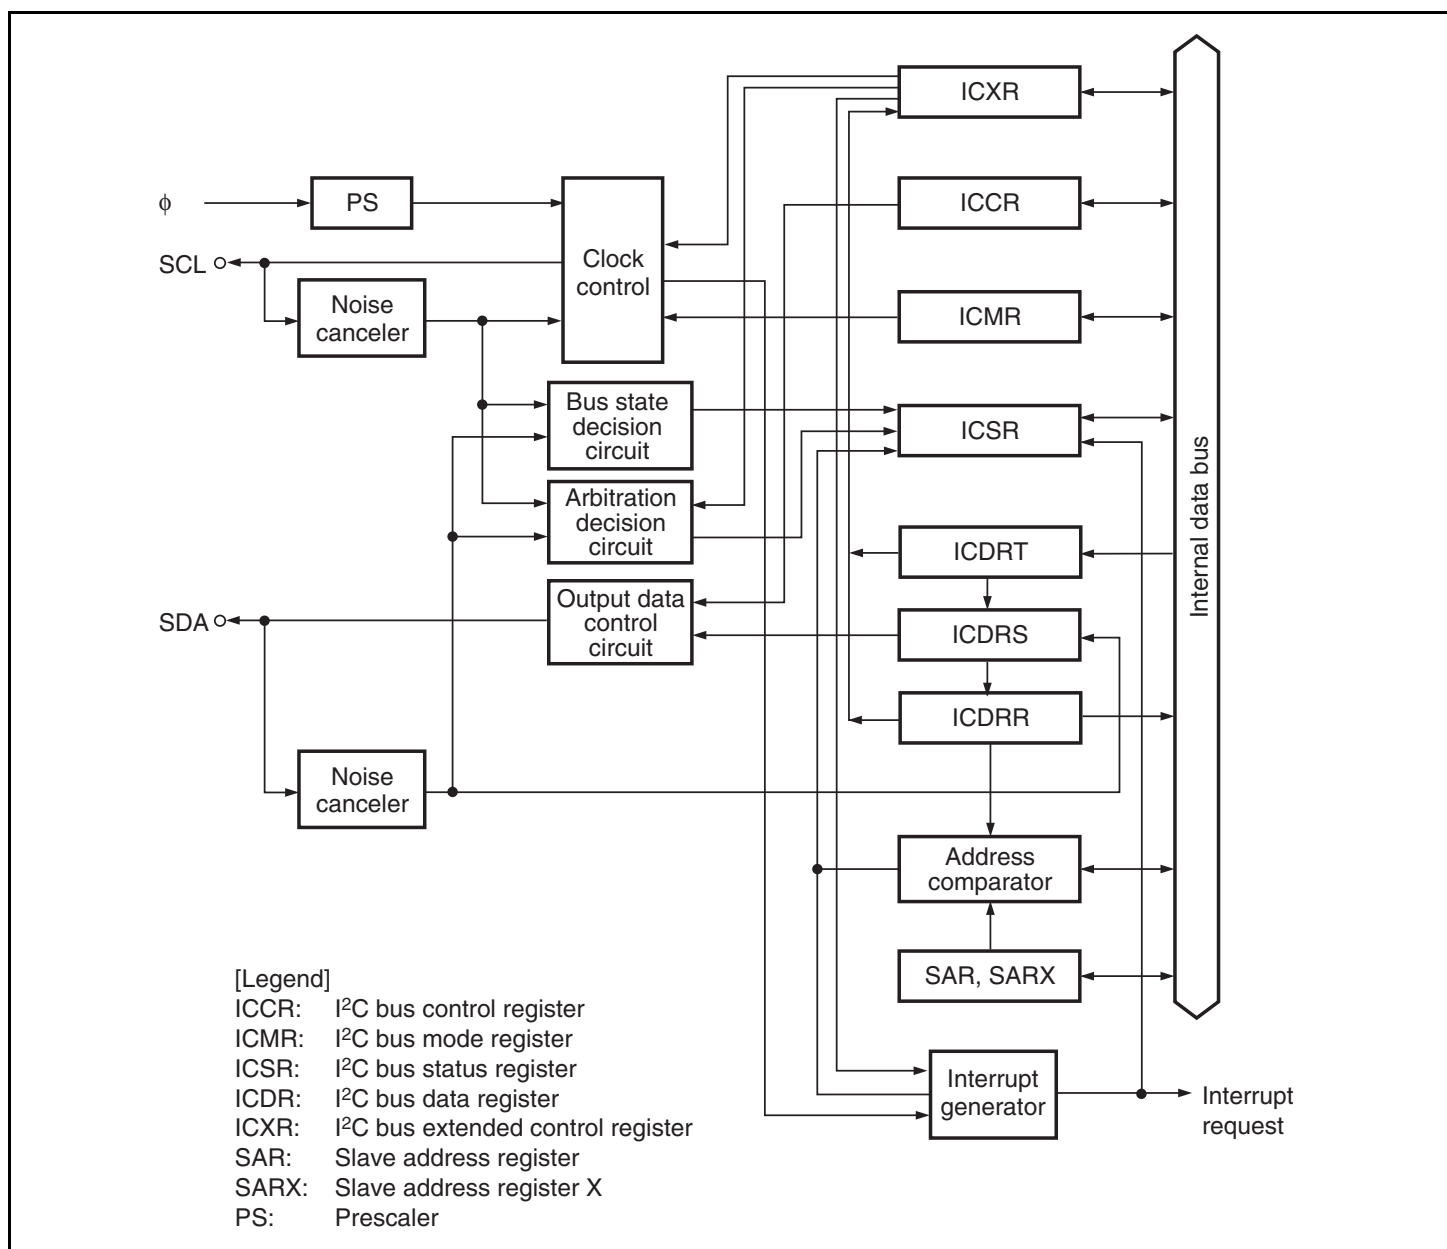 ICXR
φ
PS
ICCR
SCL
Clock
control
Noise
canceler
ICMR
Bus state
decision
circuit
ICSR
Arbitration
decision
circuit
ICDRT
Internal data bus
SDA
Output data
control
circuit
ICDRS
ICDRR
Noise
canceler
Address
comparator
SAR, SARX
[Legend]
ICCR: I²C bus control register
ICMR: I²C bus mode register
ICSR: I²C bus status register
ICDR: I²C bus data register
ICXR: I²C bus extended control register
SAR: Slave address register
SARX: Slave address register X
PS: Prescaler
Interrupt
generator
Interrupt
request